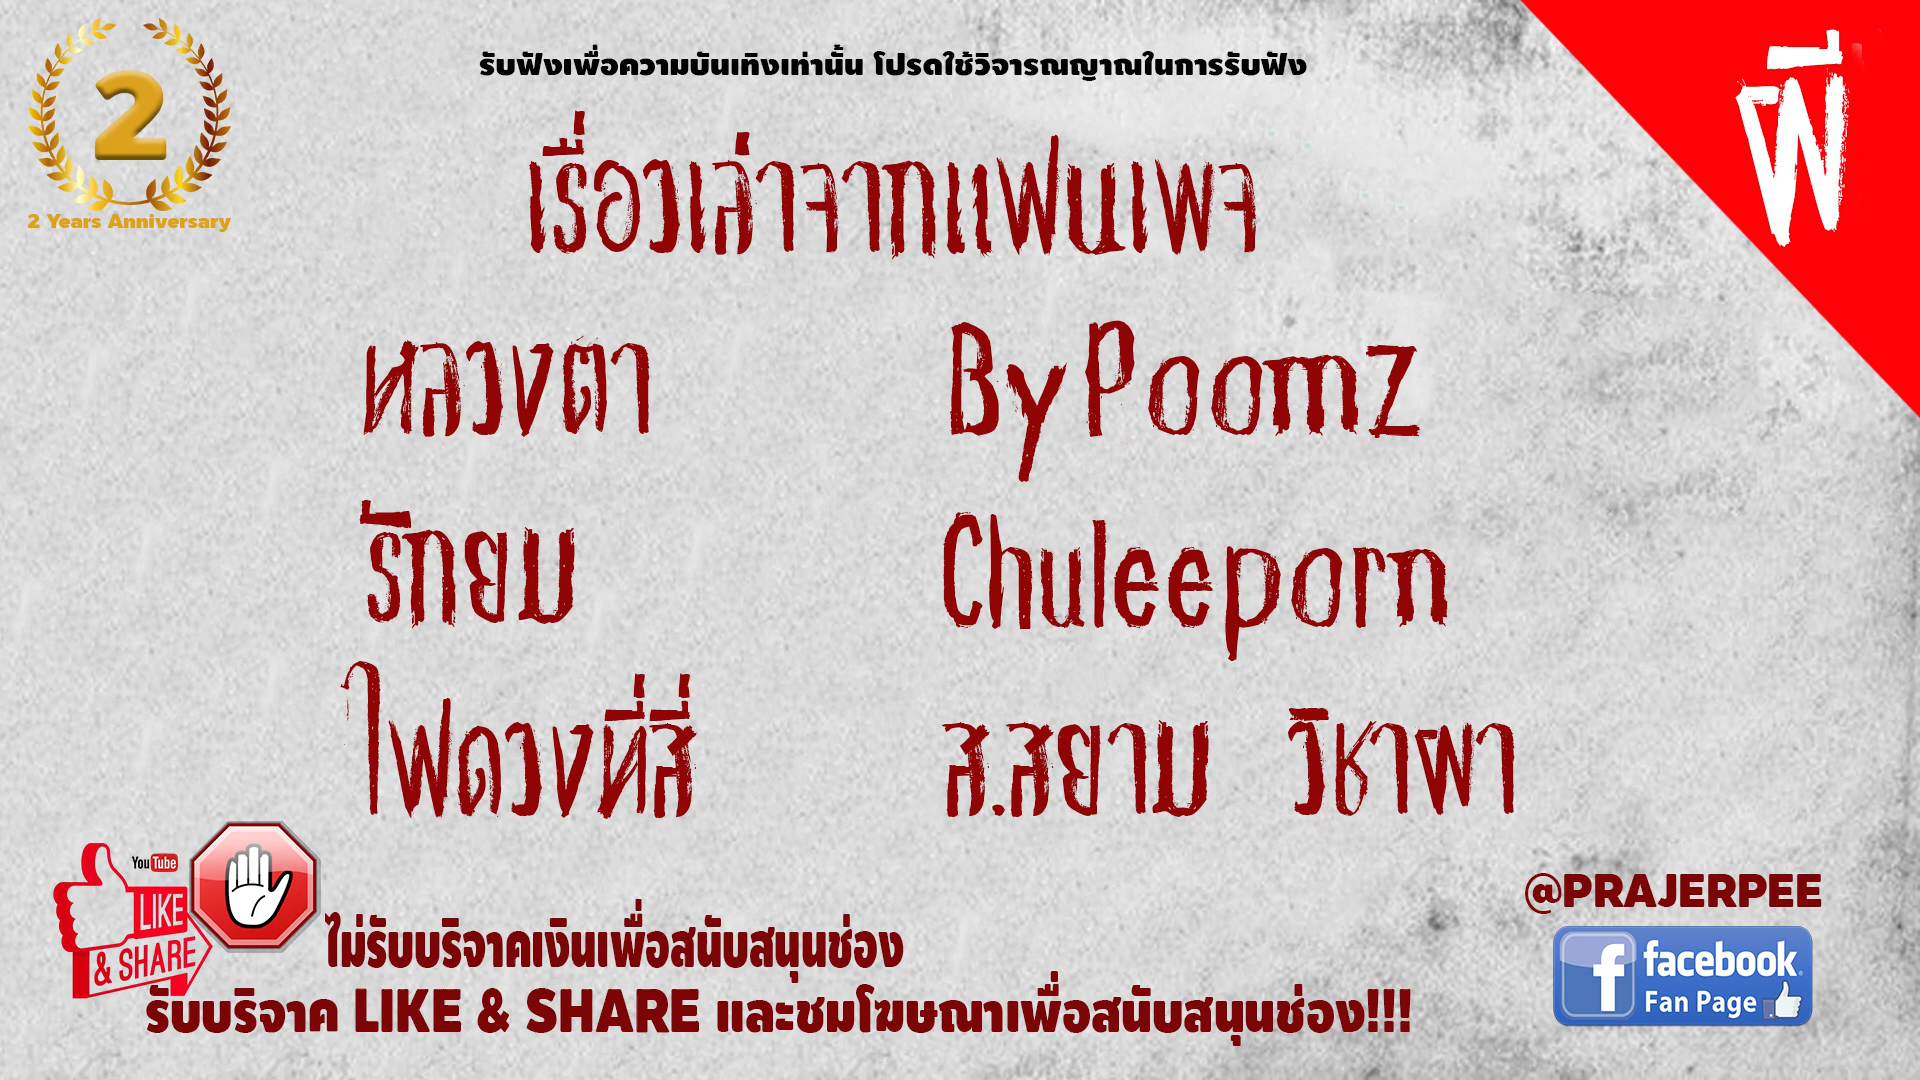 2
2 Years Anniversary
รับฟังเพื่อความบันเทิงเท่านั้น โปรดใช้วิจารณญาณในการรับฟัง
ผี
เรื่องเล่าจากแฟนเพจ
หลวงตา By PoomZ
รักยม Chuleeporn
ไฟดวงที่สี่ ส.สยาม วิชาผา
YouTube
LIKE
& SHARE
ไม่รับบริจาคเงินเพื่อสนับสนุนช่อง
รับบริจาค LIKE & SHARE และชมโฆษณาเพื่อสนับสนุนช่อง!!!
@PRAJERPEE
f facebook
Fan Page